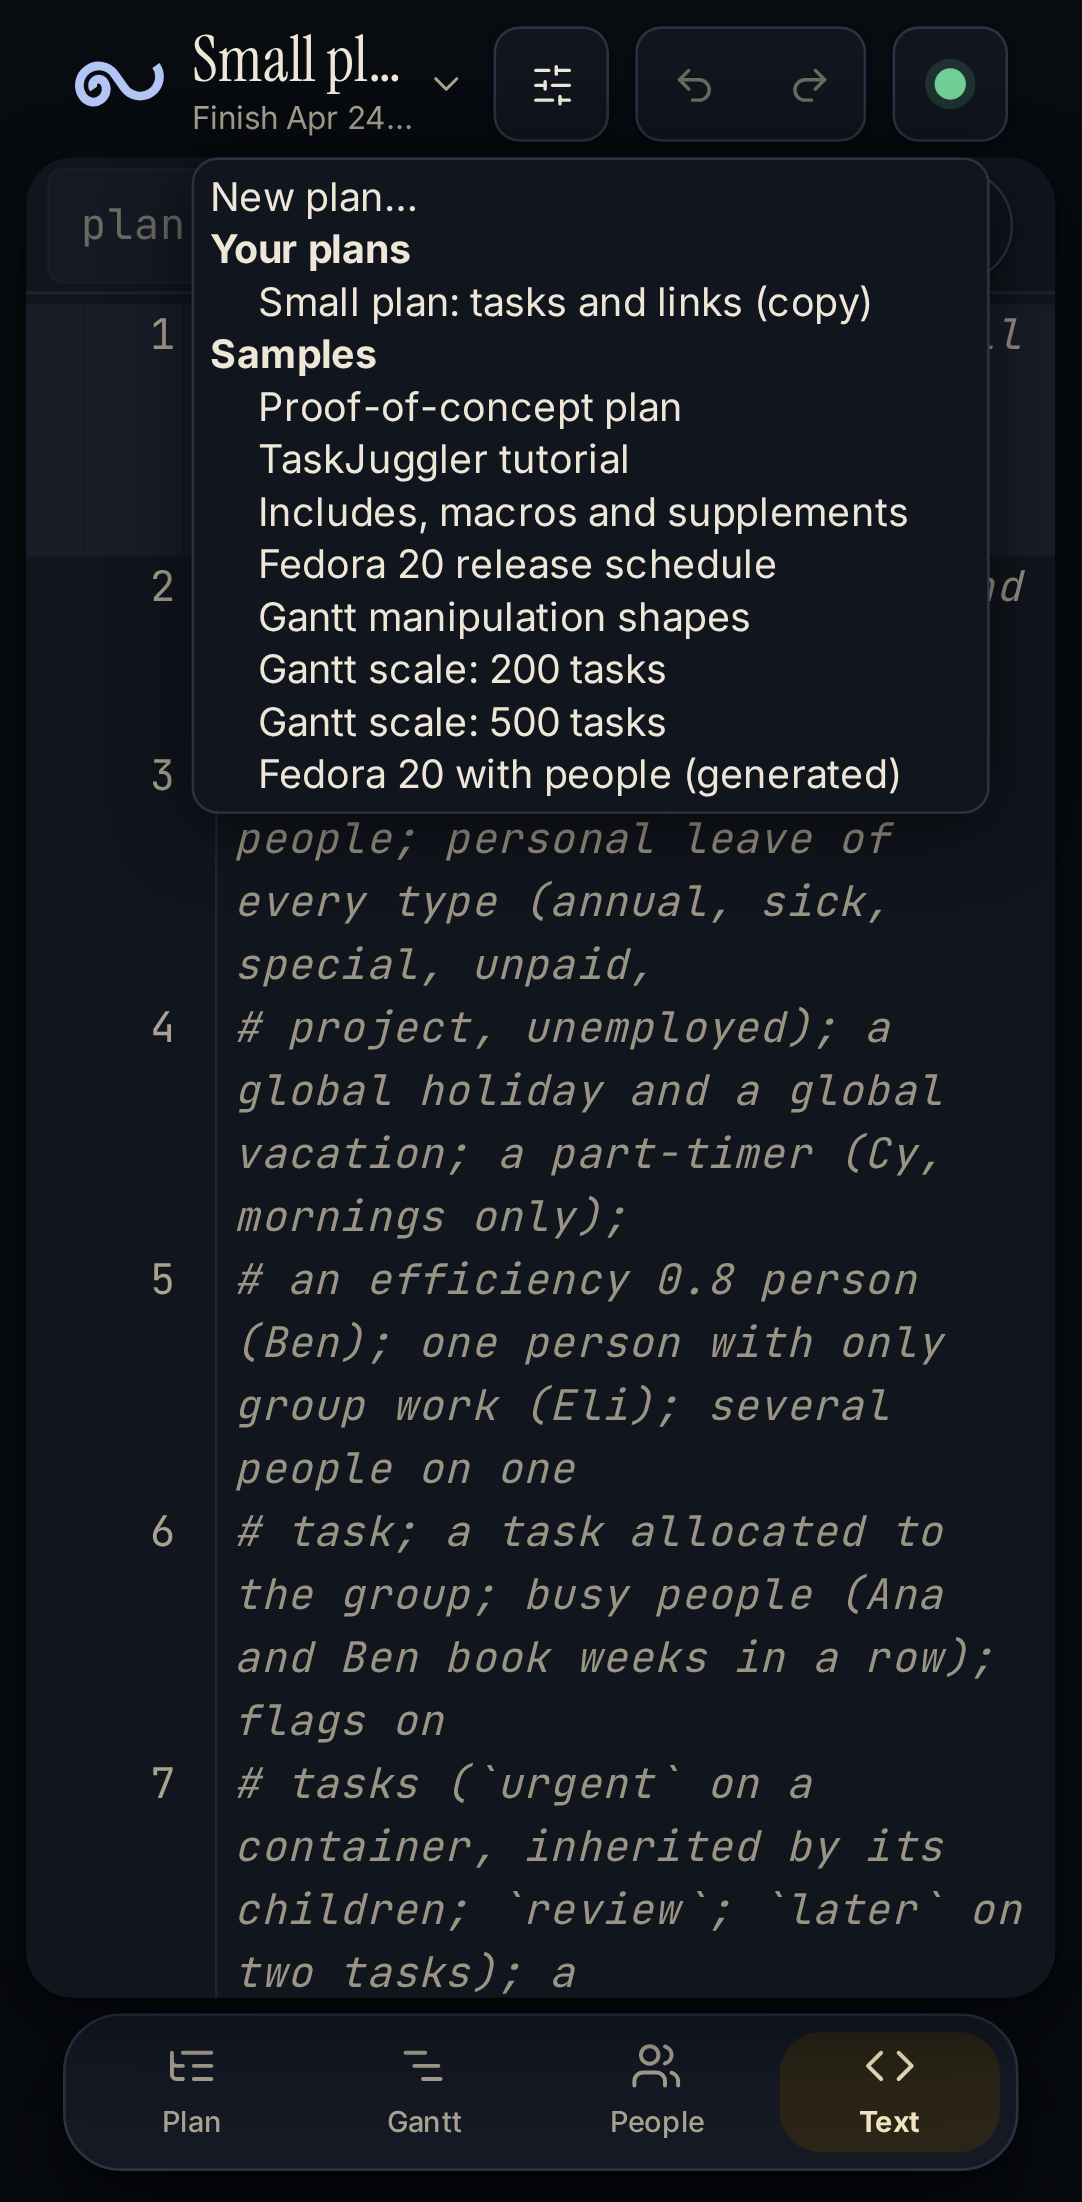 Small pl...
Finish Apr 24...
plan
New plan...
Your plans
Small plan: tasks and links (copy)
Samples
Proof-of-concept plan
TaskJuggler tutorial
Includes, macros and supplements
Fedora 20 release schedule
Gantt manipulation shapes
Gantt scale: 200 tasks
Gantt scale: 500 tasks
Fedora 20 with people (generated)
1
2
3
people; personal leave of
every type (annual, sick,
special, unpaid,
4 # project, unemployed); a
global holiday and a global
vacation; a part-timer (Cy,
mornings only);
5 # an efficiency 0.8 person
(Ben); one person with only
group work (Eli); several
people on one
6 # task; a task allocated to
the group; busy people (Ana
and Ben book weeks in a row);
flags on
7 # tasks (`urgent` on a
container, inherited by its
children; `review`; `later` on
two tasks); a
Plan
Gantt
People
Text